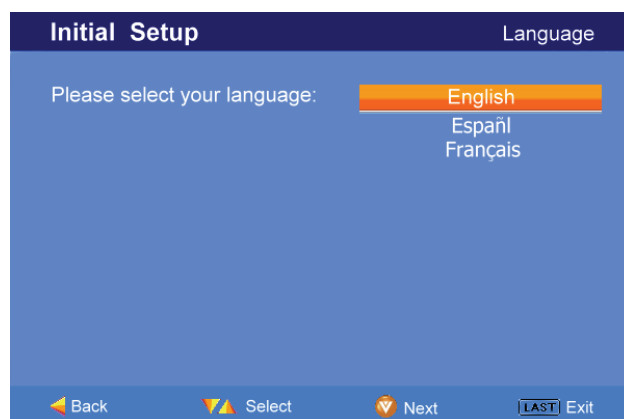 Initial Setup Language
Please select your language: English
Españl
Français
Back Select V Next LAST Exit